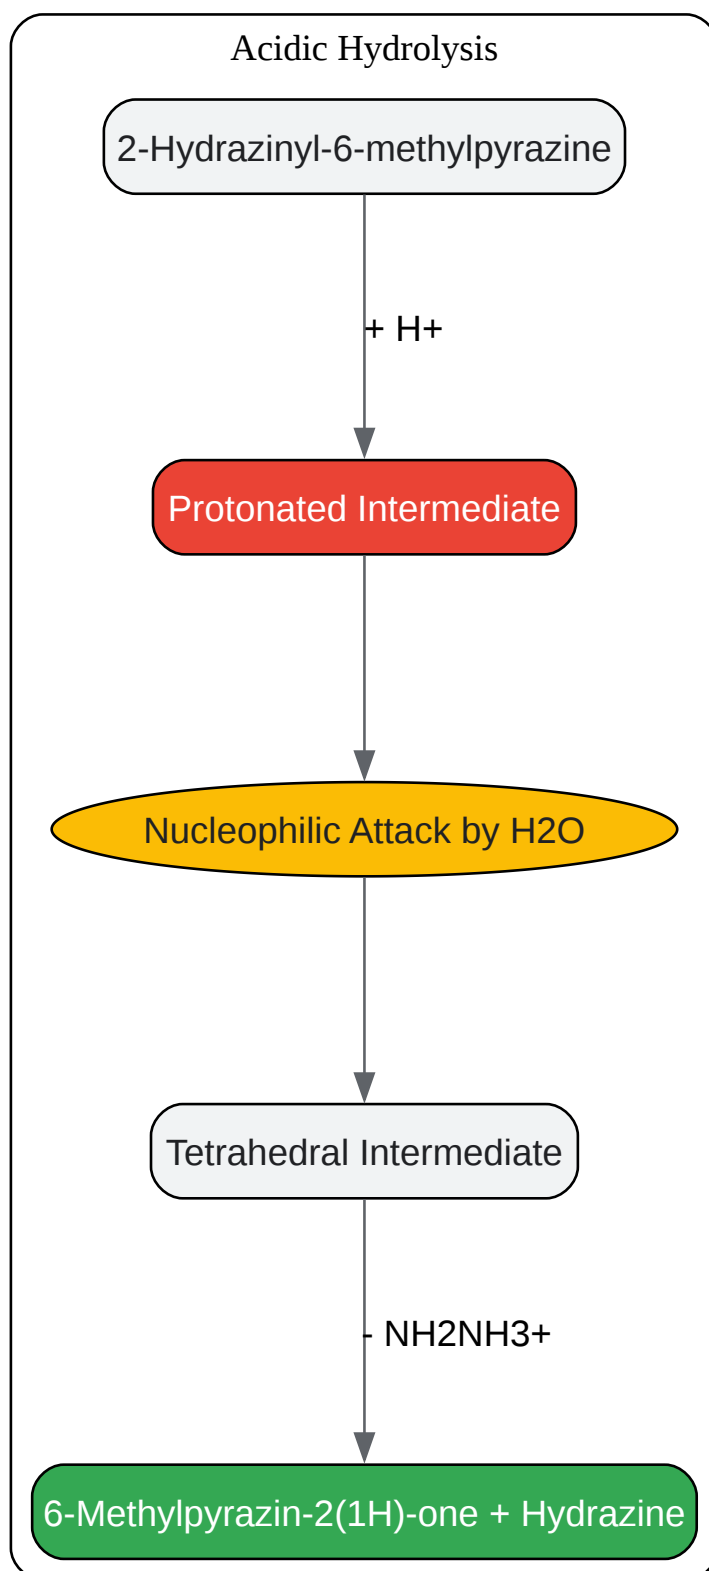 Acidic Hydrolysis
2-Hydrazinyl-6-methylpyrazine
+ H+
Protonated Intermediate
Nucleophilic Attack by H2O
Tetrahedral Intermediate
- NH2NH3+
6-Methylpyrazin-2(1H)-one + Hydrazine